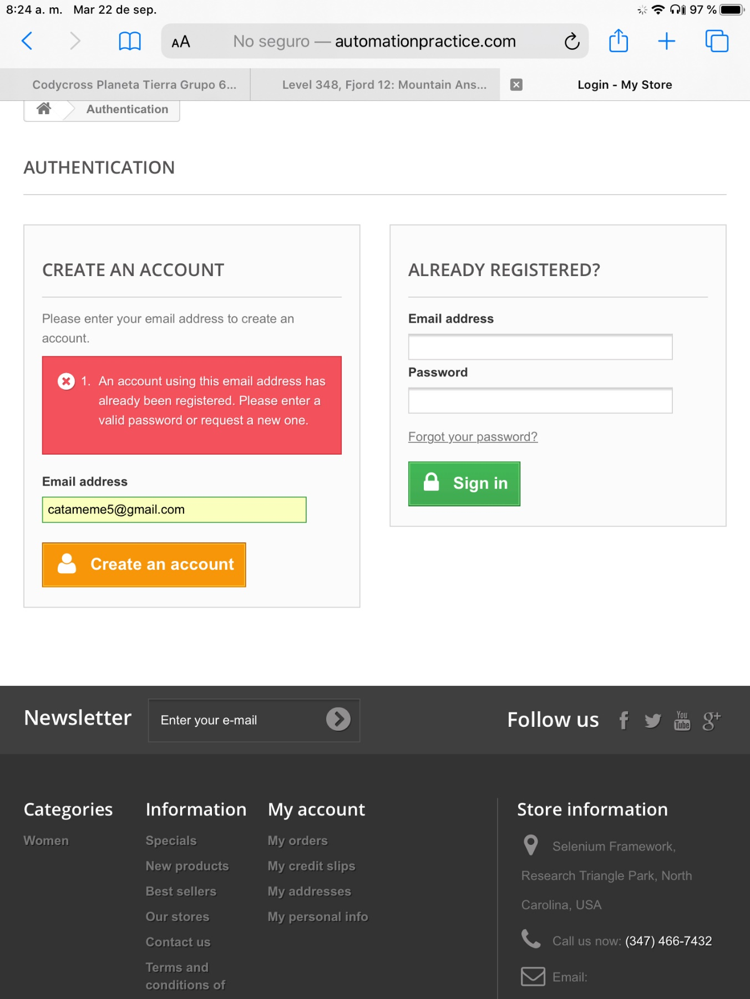 8:24 a. m. Mar 22 de sep. 97 %
AA No seguro — automationpractice.com
Codycross Planeta Tierra Grupo 6... Level 348, Fjord 12: Mountain Ans... Login - My Store
Authentication
AUTHENTICATION
CREATE AN ACCOUNT
Please enter your email address to create an
account.
1. An account using this email address has
already been registered. Please enter a
valid password or request a new one.
Email address
catameme5@gmail.com
Create an account
ALREADY REGISTERED?
Email address
Password
Forgot your password?
Sign in
Newsletter
Enter your e-mail
Follow us
You
Tube
g+
Categories
Women
Information
Specials
New products
Best sellers
Our stores
Contact us
Terms and
conditions of
My account
My orders
My credit slips
My addresses
My personal info
Store information
Selenium Framework,
Research Triangle Park, North
Carolina, USA
Call us now: (347) 466-7432
Email: